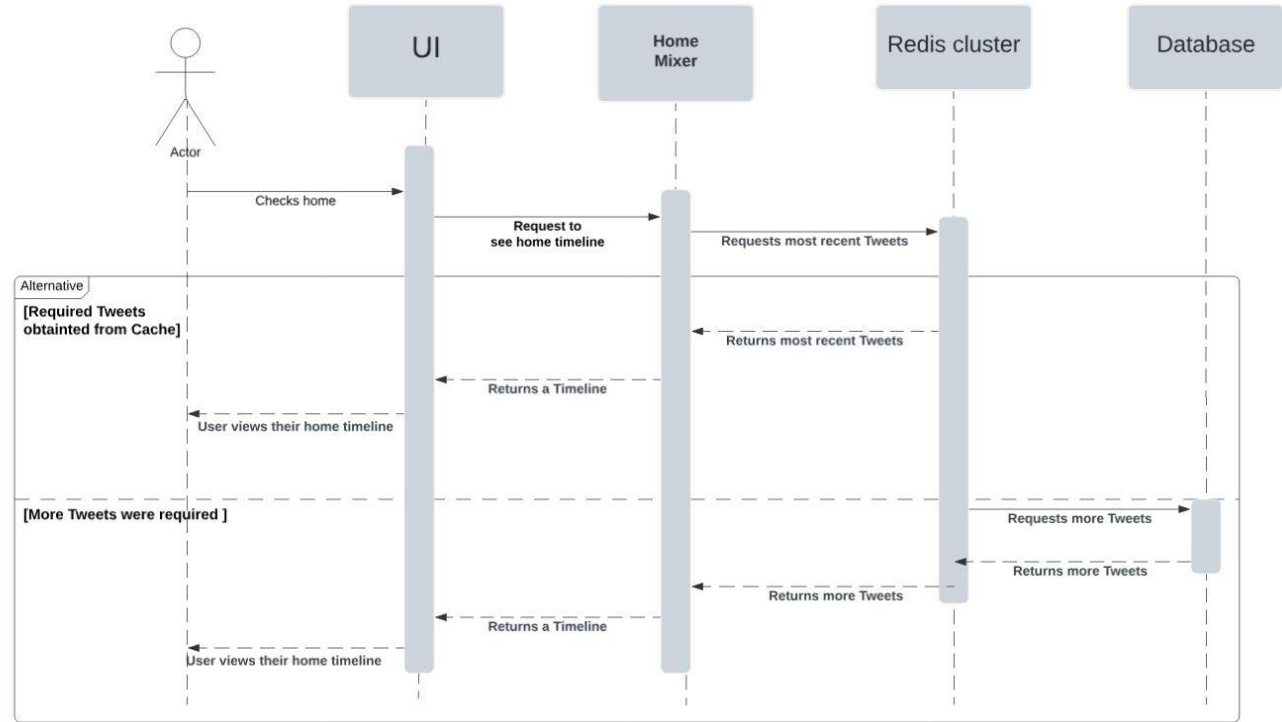 UI
Home
Mixer
Redis cluster
Database
Actor
Checks home
Request to
see home timeline
Requests most recent Tweets
Alternative
[Required Tweets
obtainted from Cache]
Returns most recent Tweets
Returns a Timeline
User views their home timeline
[More Tweets were required ]
Requests more Tweets
Returns more Tweets
Returns more Tweets
Returns a Timeline
User views their home timeline